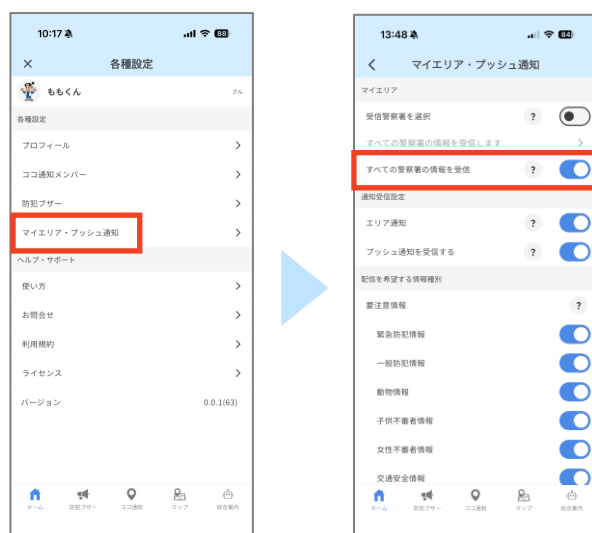 10:17
88
各種設定
ももくん
さん
各種設定
プロフィール
ココ通知メンバー
防犯ブザー
マイエリア・プッシュ通知
ヘルプ・サポート
使い方
お問合せ
利用規約
ライセンス
バージョン 0.0.1(63)
ホーム 防犯ブザー ココ通知 マップ 総合案内
13:48
84
マイエリア・プッシュ通知
マイエリア
受信警察署を選択 ?
すべての警察署の情報を受信します
すべての警察署の情報を受信 ?
通知受信設定
エリア通知 ?
プッシュ通知を受信する ?
配信を希望する情報種別
要注意情報 ?
緊急防犯情報
一般防犯情報
動物情報
子供不審者情報
女性不審者情報
交通安全情報
ホーム 防犯ブザー ココ通知 マップ 総合案内